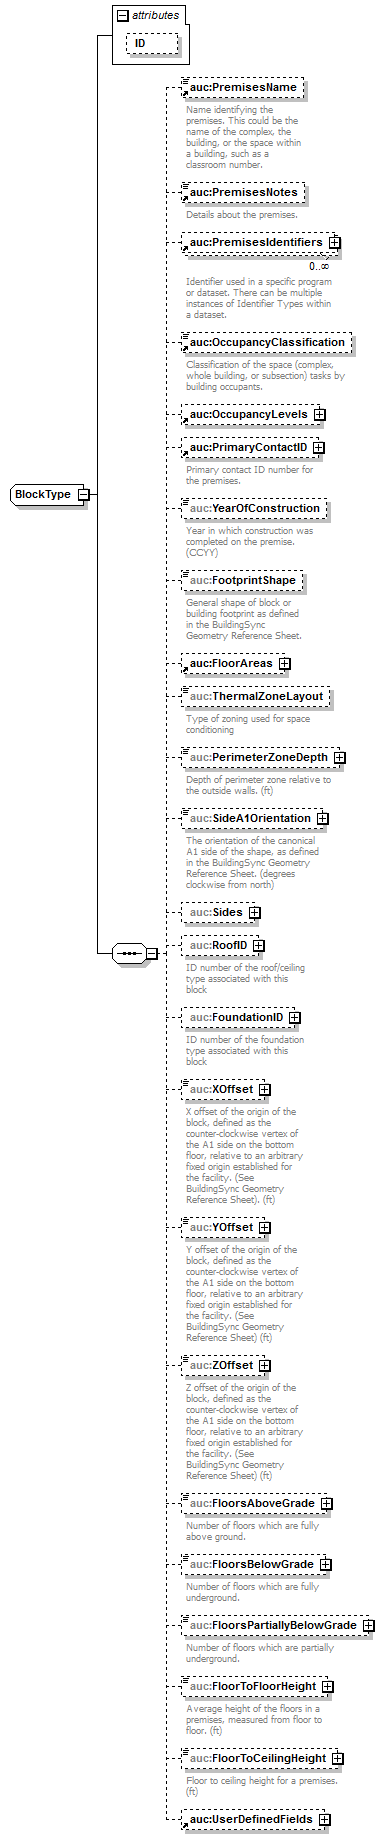 attributes
ID
auc:PremisesName
Name identifying the
premises. This could be the
name of the complex, the
building, or the space within
a building, such as a
classroom number.
auc:PremisesNotes
Details about the premises.
auc:PremisesIdentifiers
0..∞
Identifier used in a specific program
or dataset. There can be multiple
instances of Identifier Types within
a dataset.
auc:OccupancyClassification
Classification of the space (complex,
whole building, or subsection) tasks by
building occupants.
auc:OccupancyLevels
auc:PrimaryContactID
Primary contact ID number for
the premises.
BlockType
auc:YearOfConstruction
Year in which construction was
completed on the premise.
(CCYY)
auc:FootprintShape
General shape of block or
building footprint as defined
in the BuildingSync
Geometry Reference Sheet.
auc:FloorAreas
auc:ThermalZoneLayout
Type of zoning used for space
conditioning
auc:PerimeterZoneDepth
Depth of perimeter zone relative to
the outside walls. (ft)
auc:SideA1Orientation
The orientation of the canonical
A1 side of the shape, as defined
in the BuildingSync Geometry
Reference Sheet. (degrees
clockwise from north)
auc:Sides
auc:RoofID
ID number of the roof/ceiling
type associated with this
block
auc:FoundationID
ID number of the foundation
type associated with this
block
auc:XOffset
X offset of the origin of the
block, defined as the
counter-clockwise vertex of
the A1 side on the bottom
floor, relative to an arbitrary
fixed origin established for
the facility. (See
BuildingSync Geometry
Reference Sheet). (ft)
auc:YOffset
Y offset of the origin of the
block, defined as the
counter-clockwise vertex of
the A1 side on the bottom
floor, relative to an arbitrary
fixed origin established for
the facility. (See
BuildingSync Geometry
Reference Sheet) (ft)
auc:ZOffset
Z offset of the origin of the
block, defined as the
counter-clockwise vertex of
the A1 side on the bottom
floor, relative to an arbitrary
fixed origin established for
the facility. (See
BuildingSync Geometry
Reference Sheet) (ft)
auc:FloorsAboveGrade
Number of floors which are fully
above ground.
auc:FloorsBelowGrade
Number of floors which are fully
underground.
auc:FloorsPartiallyBelowGrade
Number of floors which are partially
underground.
auc:FloorToFloorHeight
Average height of the floors in a
premises, measured from floor to
floor. (ft)
auc:FloorToCeilingHeight
Floor to ceiling height for a premises.
(ft)
auc:UserDefinedFields